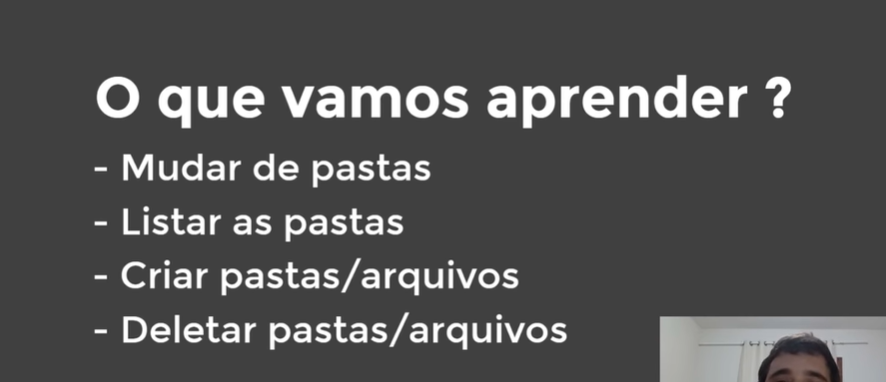 O que vamos aprender ?
- Mudar de pastas
- Listar as pastas
- Criar pastas/arquivos
- Deletar pastas/arquivos